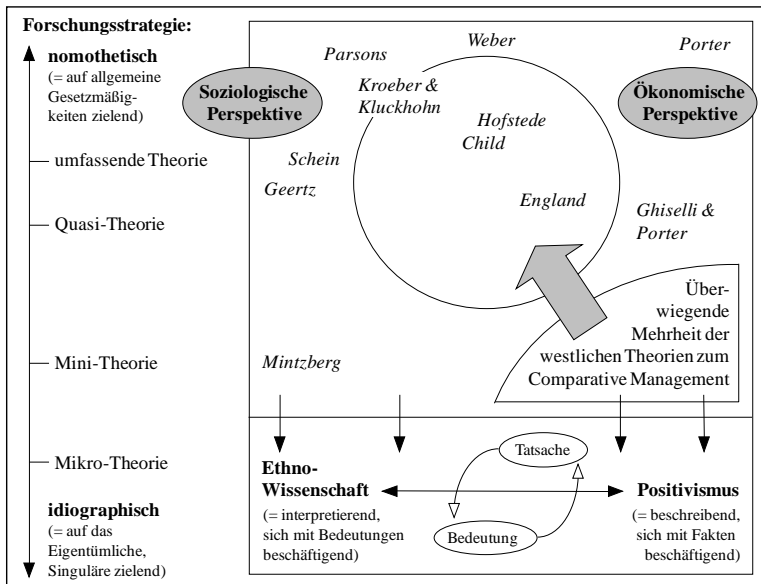 Forschungsstrategie:
nomothetisch
(= auf allgemeine
Gesetzmäßig-
keiten zielend)
umfassende Theorie
Quasi-Theorie
Mini-Theorie
Mikro-Theorie
idiographisch
(= auf das
Eigentümliche,
Singuläre zielend)
Weber
Porter
Parsons
Soziologische
Perspektive
Kroeber &
Kluckhohn
Ökonomische
Perspektive
Hofstede
Child
Schein
Geertz
England
Ghiselli &
Porter
Über-
wiegende
Mehrheit der
westlichen Theorien zum
Comparative Management
Mintzberg
Ethno-
Wissenschaft
(= interpretierend,
sich mit Bedeutungen
beschäftigend)
Tatsache
Bedeutung
Positivismus
(= beschreibend,
sich mit Fakten
beschäftigend)